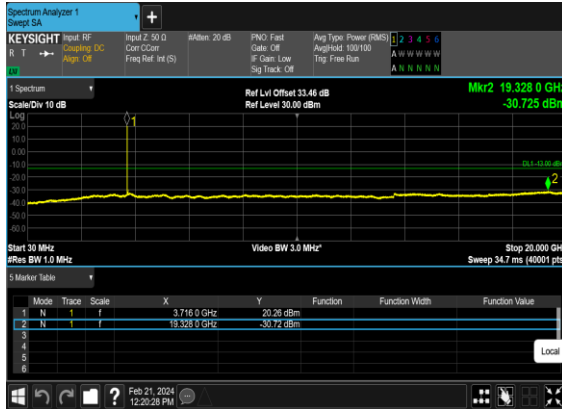 Spectrum Analyzer 1
Swept SA
+
KEYSIGHT Input: RF Input Z: 50 Ω #Atten: 20 dB PNO: Fast Avg Type: Power (RMS) 1 2 3 4 5 6
R T Coupling: DC Corr CCorr Gate: Off Avg|Hold: 100/100 A W W W W W
Align: Off Freq Ref: Int (S) IF Gain: Low Trig: Free Run
Sig Track: Off A N N N N N
1 Spectrum Ref Lvl Offset 33.46 dB Mkr2 19.328 0 GHz
Scale/Div 10 dB Ref Level 30.00 dBm -30.725 dBm
Log
20.0
10.0
0.00
-10.0
-20.0
-30.0
-40.0
-50.0
-60.0
1
DL1 -13.00 dBm
2
Start 30 MHz Video BW 3.0 MHz* Stop 20.000 GHz
#Res BW 1.0 MHz Sweep 34.7 ms (40001 pts)
5 Marker Table
Mode Trace Scale X Y Function Function Width Function Value
1 N 1 f 3.716 0 GHz 20.26 dBm
2 N 1 f 19.328 0 GHz -30.72 dBm
3
4
5
6
Local
? Feb 21, 2024
12:20:28 PM